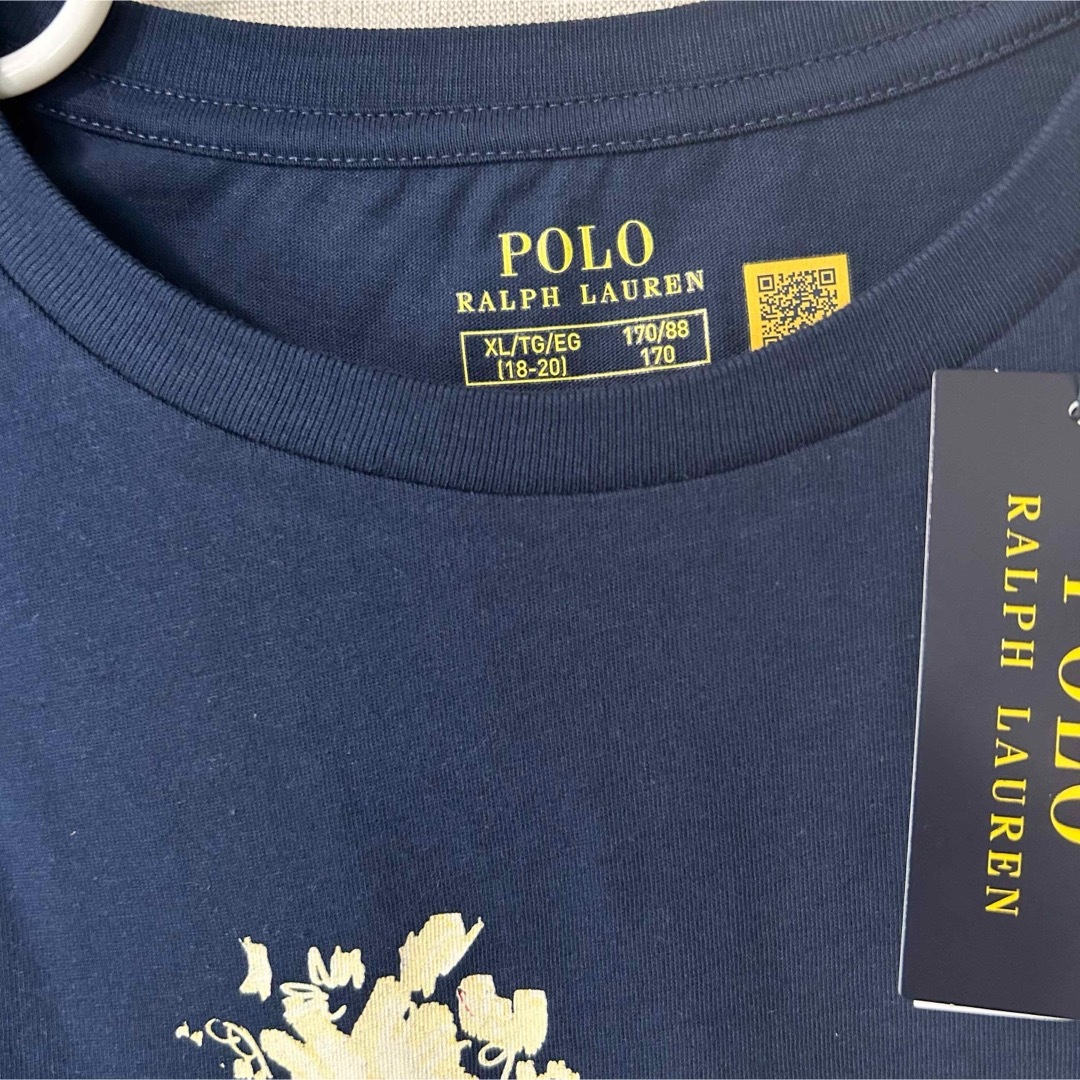 POLO
RALPH LAUREN
XL/TG/EG 170/88
(18-20) 170
POLO
RALPH LAUREN